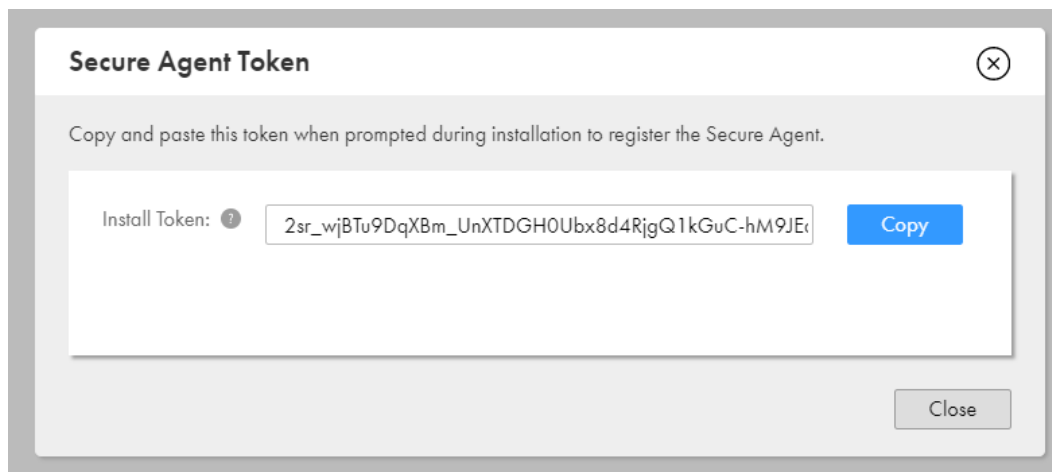 Secure Agent Token
Copy and paste this token when prompted during installation to register the Secure Agent.
Install Token: ?
2sr_wjBTu9DqXBm_UnXTDGH0Ubx8d4RjgQ1kGuC-hM9JE
Copy
Close